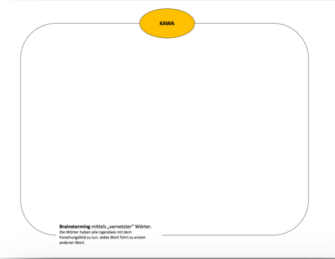 KAWA
Brainstorming mittels „vernetzter" Wörter.
Die Wörter haben alle irgendwie mit dem
Forschungsfeld zu tun. Jedes Wort führt zu einem
anderen Wort.